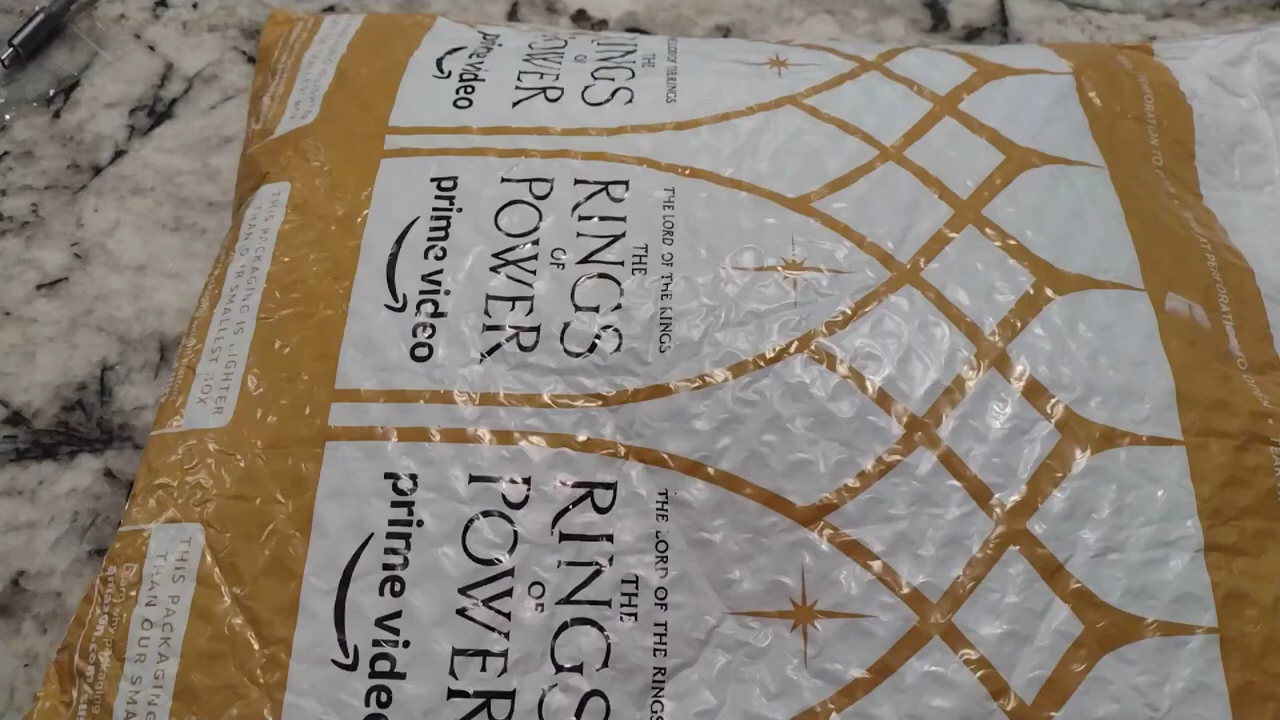 THE LORD OF THE RINGS
THE
RINGS
OF
POWER
prime video
THE LORD OF THE RINGS
THE
RINGS
OF
POWER
prime video
THE
RINGS
OF
POWER
prime video
THIS PACKAGING IS LIGHTER
THAN OUR SMALLEST BOX
THIS PACKAGING
THAN OUR SMA